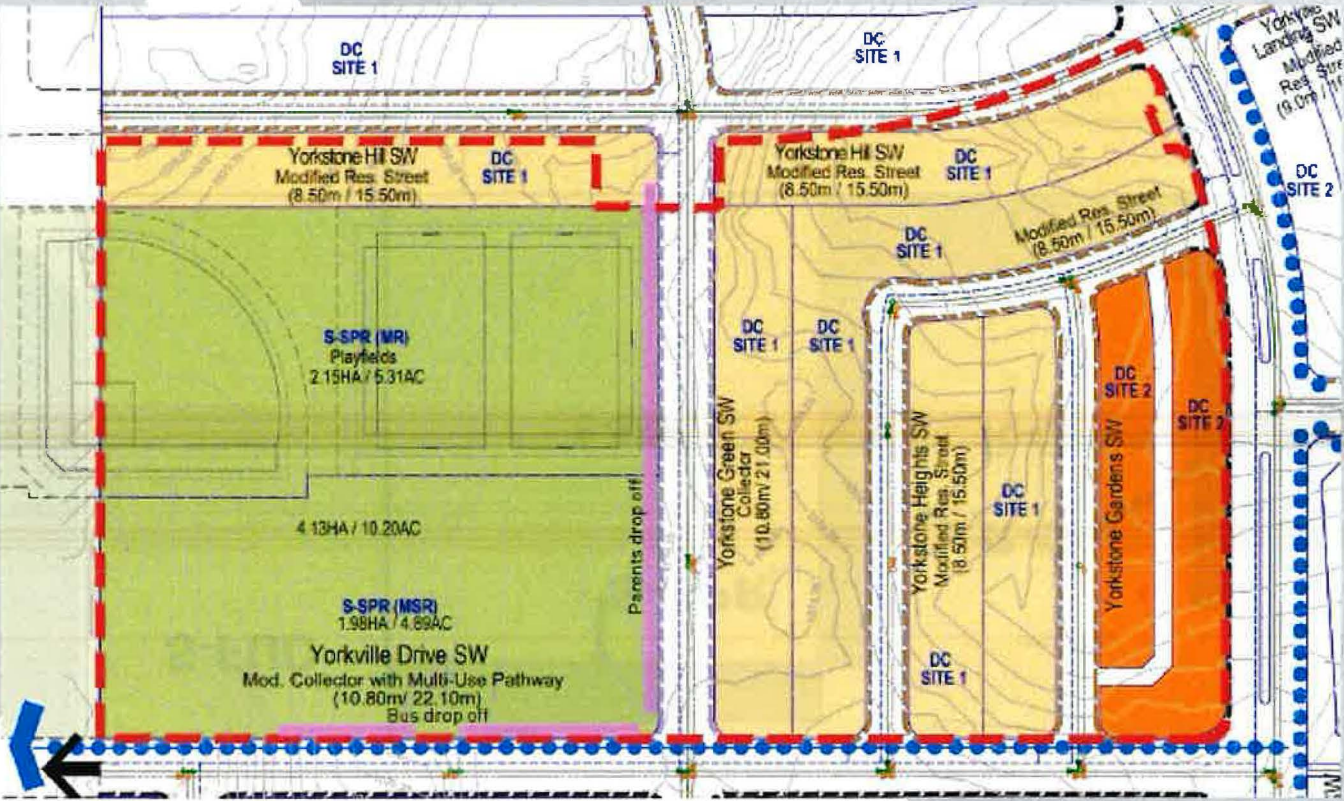 DC
SITE 1
DC
SITE 1
Yorkville
Landing SW
Modified
Res. Stre
(9.0m / 1
Yorkstone Hill SW
Modified Res. Street
(8.50m / 15.50m)
DC
SITE 1
Yorkstone Hill SW
Modified Res. Street
(8.50m / 15.50m)
DC
SITE 1
DC
SITE 2
Modified Res. Street
(8.50m / 15.50m)
DC
SITE 1
S-SPR (MR)
Playfields
2.15HA / 5.31AC
DC
SITE 1
DC
SITE 1
DC
SITE 2
DC
SITE 2
Yorkstone Green SW
Collector
(10.80m/ 21.00m)
Yorkstone Heights SW
Modified Res. Street
(8.50m / 15.50m)
DC
SITE 1
Yorkstone Gardens SW
4.13HA / 10.20AC
Parents drop off
S-SPR (MSR)
1.98HA / 4.89AC
Yorkville Drive SW
Mod. Collector with Multi-Use Pathway
(10.80m/ 22.10m)
Bus drop off
DC
SITE 1